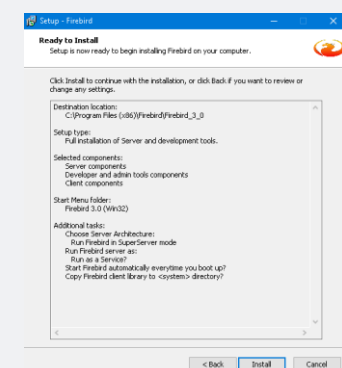 Setup - Firebird
Ready to Install
Setup is now ready to begin installing Firebird on your computer.
Click Install to continue with the installation, or click Back if you want to review or
change any settings.
Destination location:
C:\Program Files (x86)\Firebird\Firebird_3_0
Setup type:
Full installation of Server and development tools.
Selected components:
Server components
Developer and admin tools components
Client components
Start Menu folder:
Firebird 3.0 (Win32)
Additional tasks:
Choose Server Architecture:
Run Firebird in SuperServer mode
Run Firebird server as:
Run as a Service?
Start Firebird automatically everytime you boot up?
Copy Firebird client library to <system> directory?
< Back
Install
Cancel